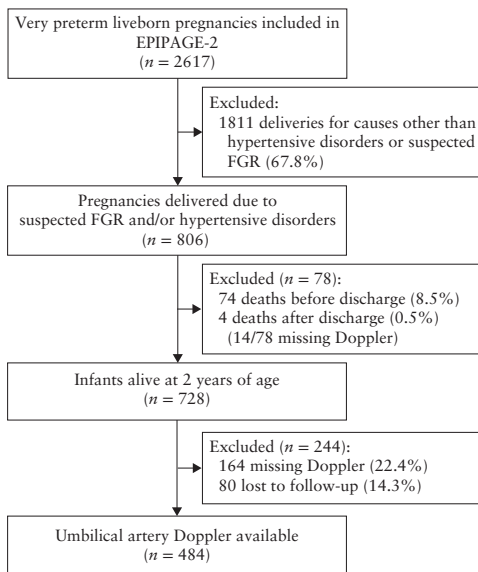 Very preterm liveborn pregnancies included in
EPIPAGE-2
(n = 2617)
Excluded:
1811 deliveries for causes other than
hypertensive disorders or suspected
FGR (67.8%)
Pregnancies delivered due to
suspected FGR and/or hypertensive disorders
(n = 806)
Excluded (n = 78):
74 deaths before discharge (8.5%)
4 deaths after discharge (0.5%)
(14/78 missing Doppler)
Infants alive at 2 years of age
(n = 728)
Excluded (n = 244):
164 missing Doppler (22.4%)
80 lost to follow-up (14.3%)
Umbilical artery Doppler available
(n = 484)